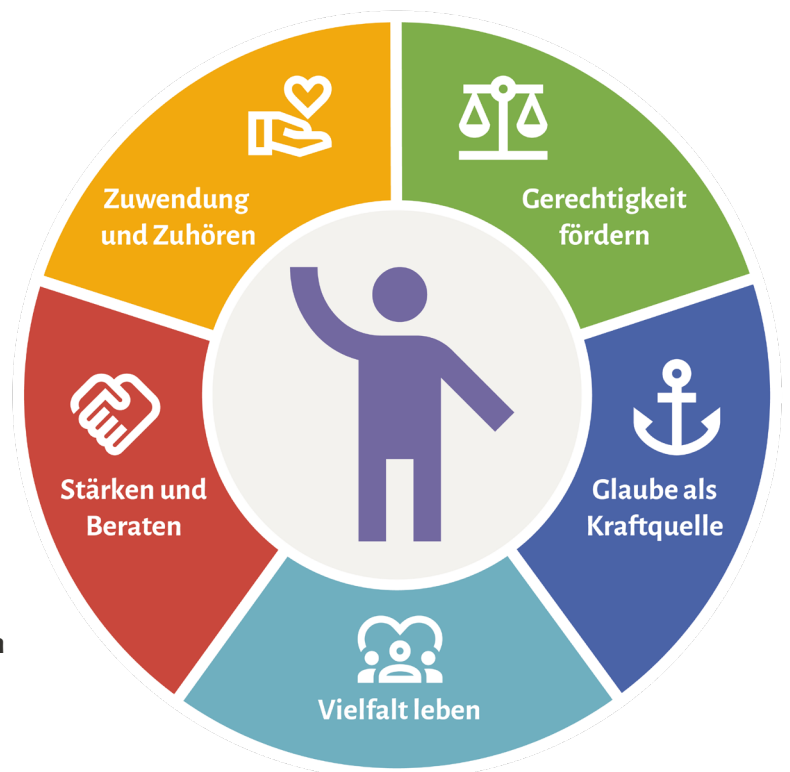 Zuwendung
und Zuhören
Gerechtigkeit
fördern
Stärken und
Beraten
Glaube als
Kraftquelle
Vielfalt leben